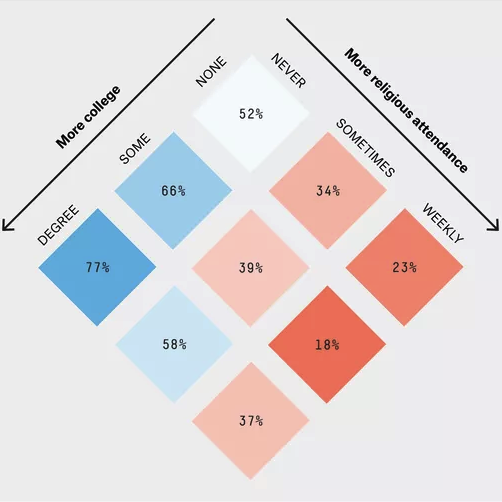 More college
More religious attendance
NONE
NEVER
52%
SOME
SOMETIMES
66%
34%
DEGREE
WEEKLY
77%
39%
23%
58%
18%
37%